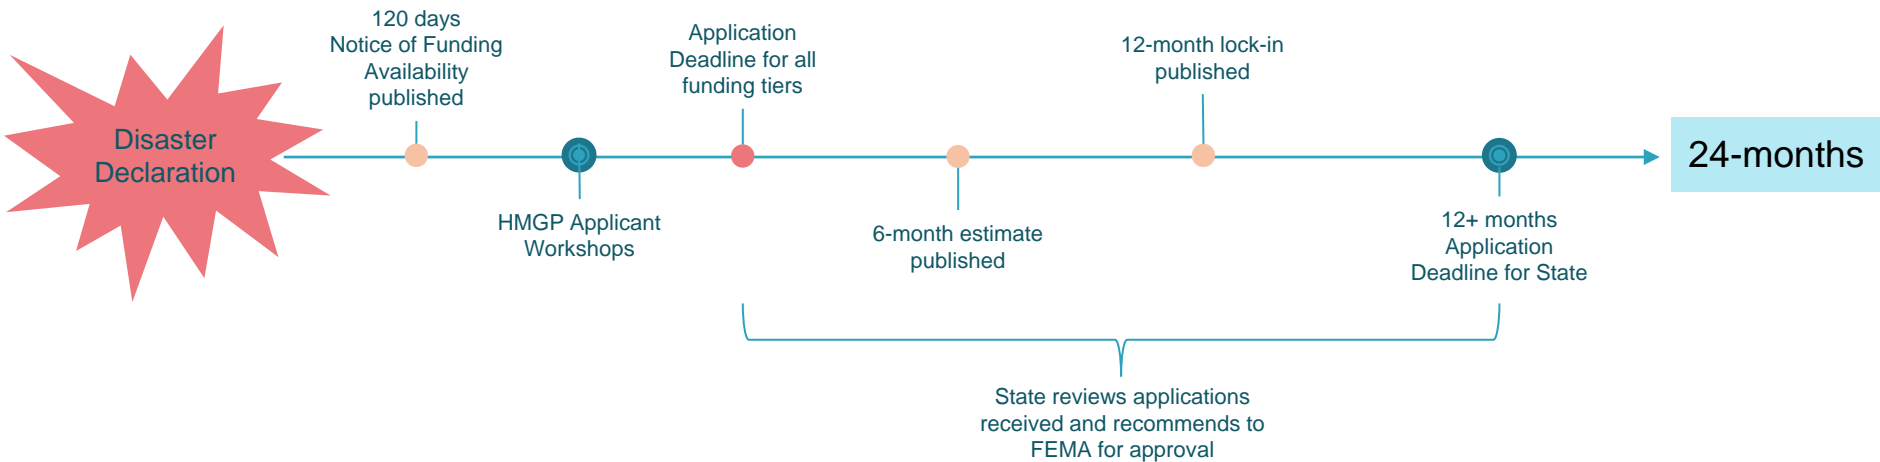 Disaster
Declaration
120 days
Notice of Funding
Availability
published
HMGP Applicant
Workshops
Application
Deadline for all
funding tiers
6-month estimate
published
12-month lock-in
published
12+ months
Application
Deadline for State
24-months
State reviews applications
received and recommends to
FEMA for approval